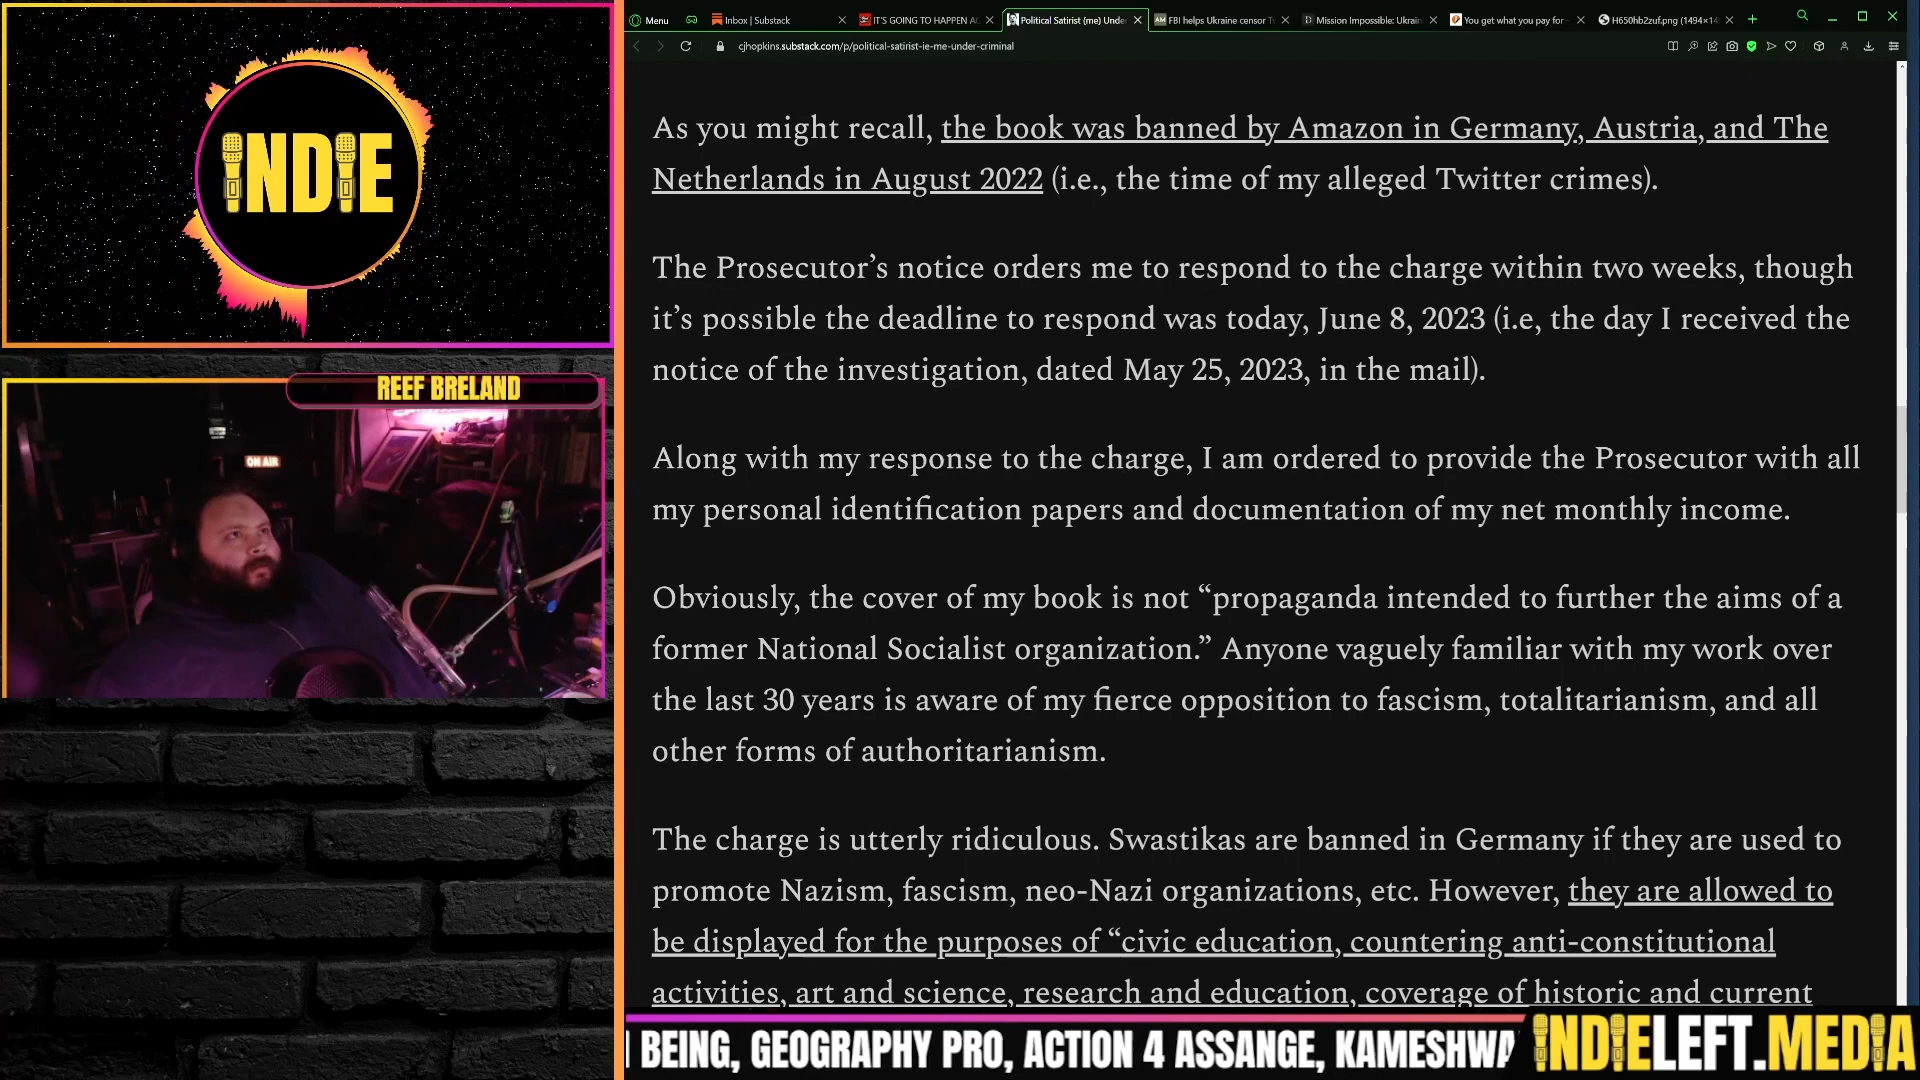 Menu
Inbox | Substack
IT'S GOING TO HAPPEN A
Political Satirist (me) Unde
FBI helps Ukraine censor T
Mission Impossible: Ukrain
You get what you pay for
H650hb2zuf.png (1494×14
cjhopkins.substack.com/p/political-satirist-ie-me-under-criminal
INDIE
REEF BRELAND
ON AIR
As you might recall, the book was banned by Amazon in Germany, Austria, and The
Netherlands in August 2022 (i.e., the time of my alleged Twitter crimes).
The Prosecutor’s notice orders me to respond to the charge within two weeks, though
it’s possible the deadline to respond was today, June 8, 2023 (i.e, the day I received the
notice of the investigation, dated May 25, 2023, in the mail).
Along with my response to the charge, I am ordered to provide the Prosecutor with all
my personal identification papers and documentation of my net monthly income.
Obviously, the cover of my book is not “propaganda intended to further the aims of a
former National Socialist organization.” Anyone vaguely familiar with my work over
the last 30 years is aware of my fierce opposition to fascism, totalitarianism, and all
other forms of authoritarianism.
The charge is utterly ridiculous. Swastikas are banned in Germany if they are used to
promote Nazism, fascism, neo-Nazi organizations, etc. However, they are allowed to
be displayed for the purposes of “civic education, countering anti-constitutional
activities, art and science, research and education, coverage of historic and current
BEING, GEOGRAPHY PRO, ACTION 4 ASSANGE, KAMESHWA
INDIELEFT.MEDIA